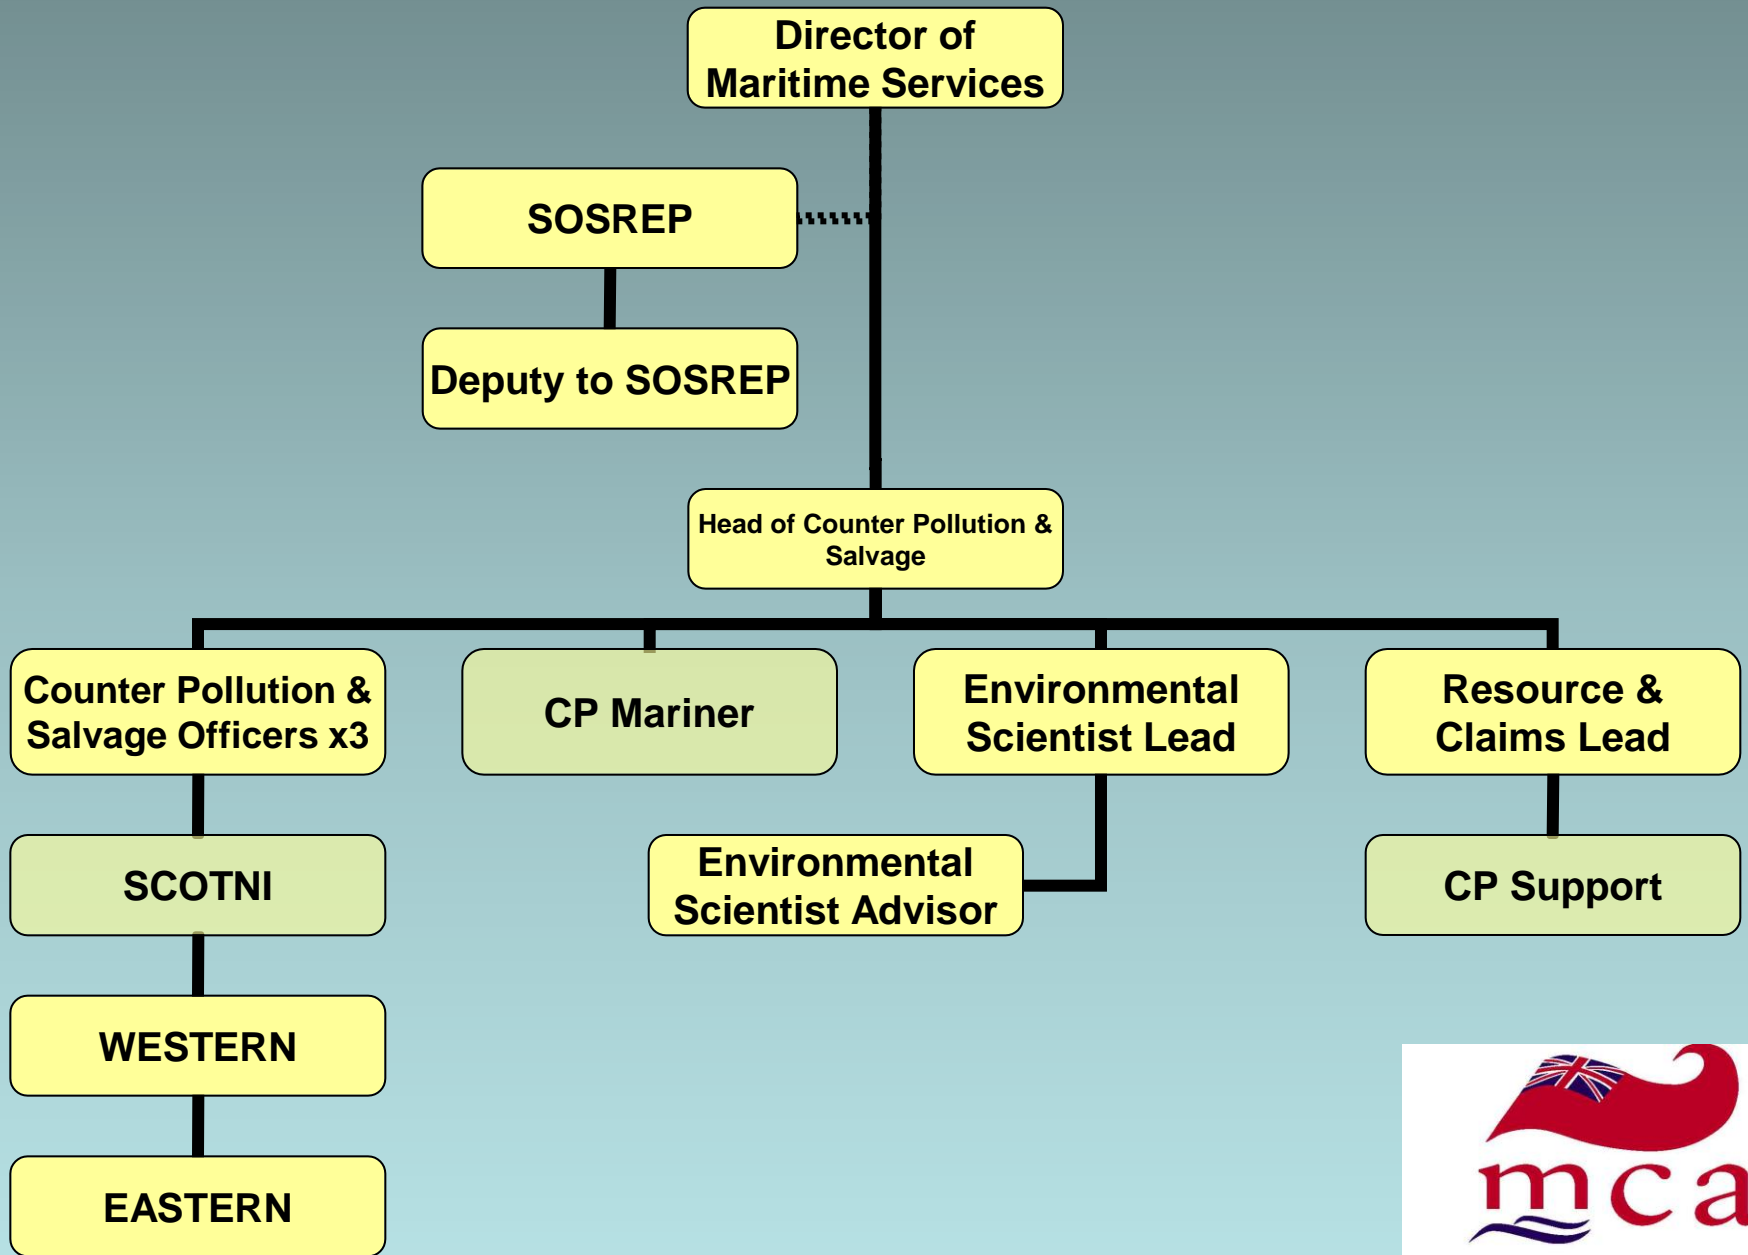 Director of
Maritime Services
SOSREP
Deputy to SOSREP
Head of Counter Pollution &
Salvage
Counter Pollution &
Salvage Officers x3
CP Mariner
Environmental
Scientist Lead
Resource &
Claims Lead
SCOTNI
Environmental
Scientist Advisor
CP Support
WESTERN
EASTERN
mca